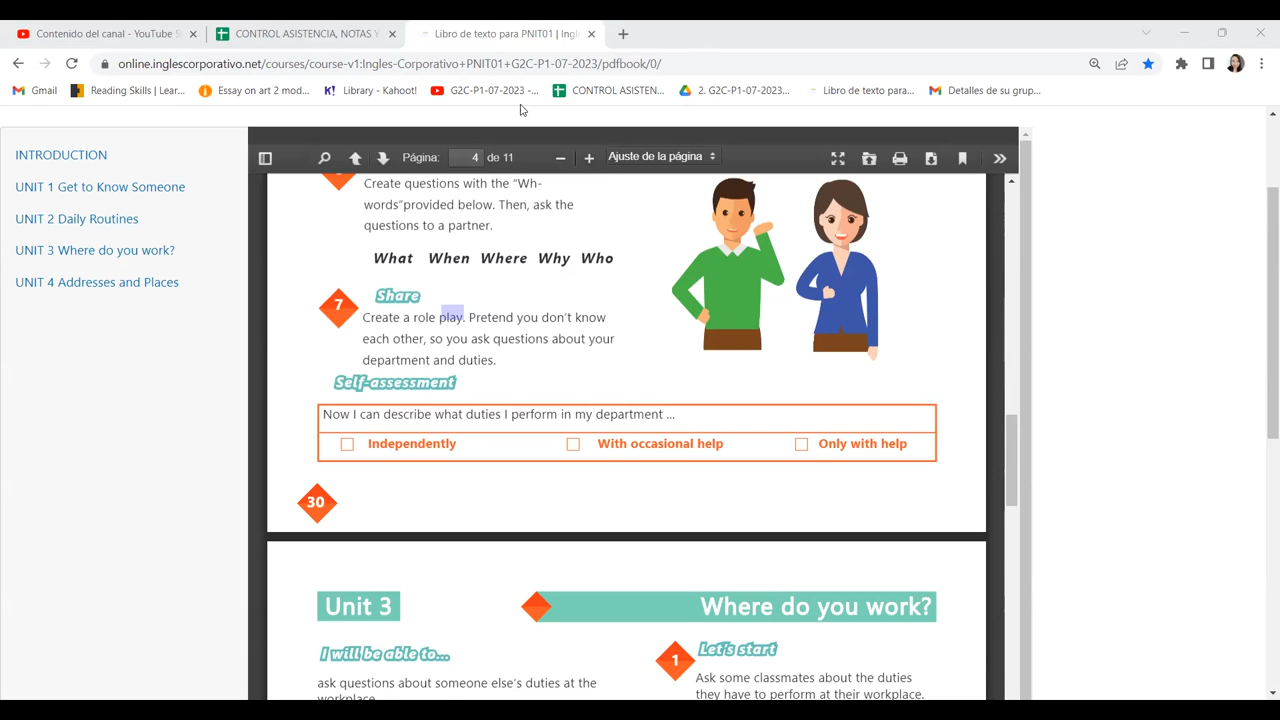 Contenido del canal - YouTube S
CONTROL ASISTENCIA, NOTAS Y
Libro de texto para PNIT01 | Ingl
online.inglescorporativo.net/courses/course-v1:Ingles-Corporativo+PNIT01+G2C-P1-07-2023/pdfbook/0/
Gmail
Reading Skills | Lear...
Essay on art 2 mod...
Library - Kahoot!
G2C-P1-07-2023 -...
CONTROL ASISTEN...
2. G2C-P1-07-2023...
Libro de texto para...
Detalles de su grup...
INTRODUCTION
UNIT 1 Get to Know Someone
UNIT 2 Daily Routines
UNIT 3 Where do you work?
UNIT 4 Addresses and Places
Página: 4 de 11
Ajuste de la página
Create questions with the "Wh-
words"provided below. Then, ask the
questions to a partner.
What When Where Why Who
7
Share
Create a role play. Pretend you don't know
each other, so you ask questions about your
department and duties.
Self-assessment
Now I can describe what duties I perform in my department ...
Independently
With occasional help
Only with help
30
Unit 3
Where do you work?
I will be able to...
ask questions about someone else's duties at the
workplace
1
Let's start
Ask some classmates about the duties
they have to perform at their workplace.